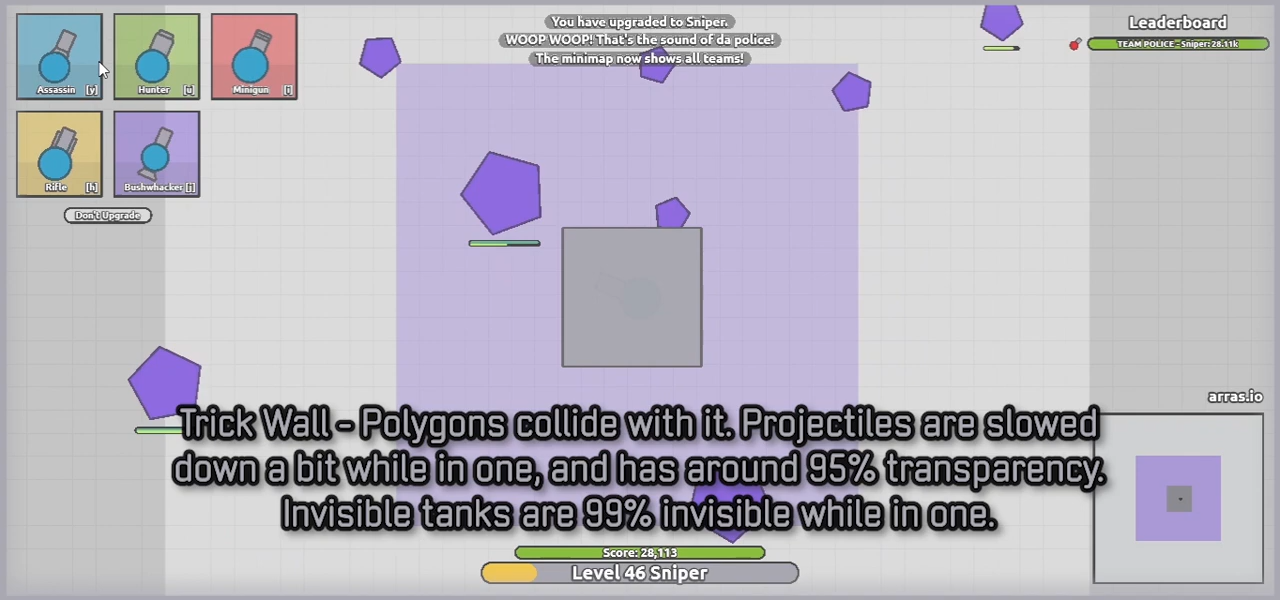 You have upgraded to Sniper.
WOOP WOOP! That's the sound of da police!
The minimap now shows all teams!
Assassin [y]
Hunter [u]
Minigun [i]
Rifle [h]
Bushwhacker [j]
Don't Upgrade
Leaderboard
TEAM POLICE - Sniper: 28.11k
arras.io
Trick Wall - Polygons collide with it. Projectiles are slowed
down a bit while in one, and has around 95% transparency.
Invisible tanks are 99% invisible while in one.
Score: 28,113
Level 46 Sniper